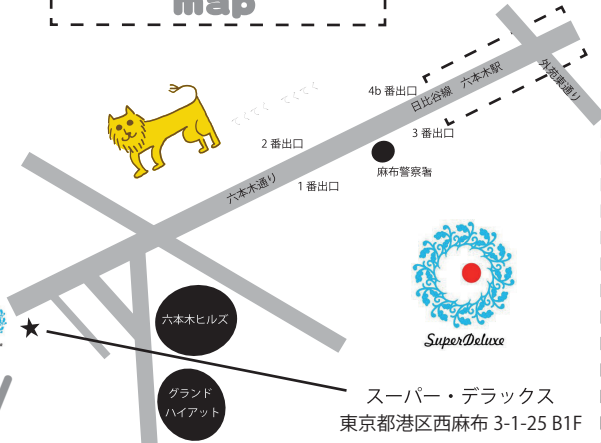 map
てくてく てくてく
4b 番出口
日比谷線 六本木駅
外苑東通り
3 番出口
2 番出口
麻布警察署
六本木通り
1 番出口
SuperDeluxe
六本木ヒルズ
グランド
ハイアット
スーパー・デラックス
東京都港区西麻布 3-1-25 B1F